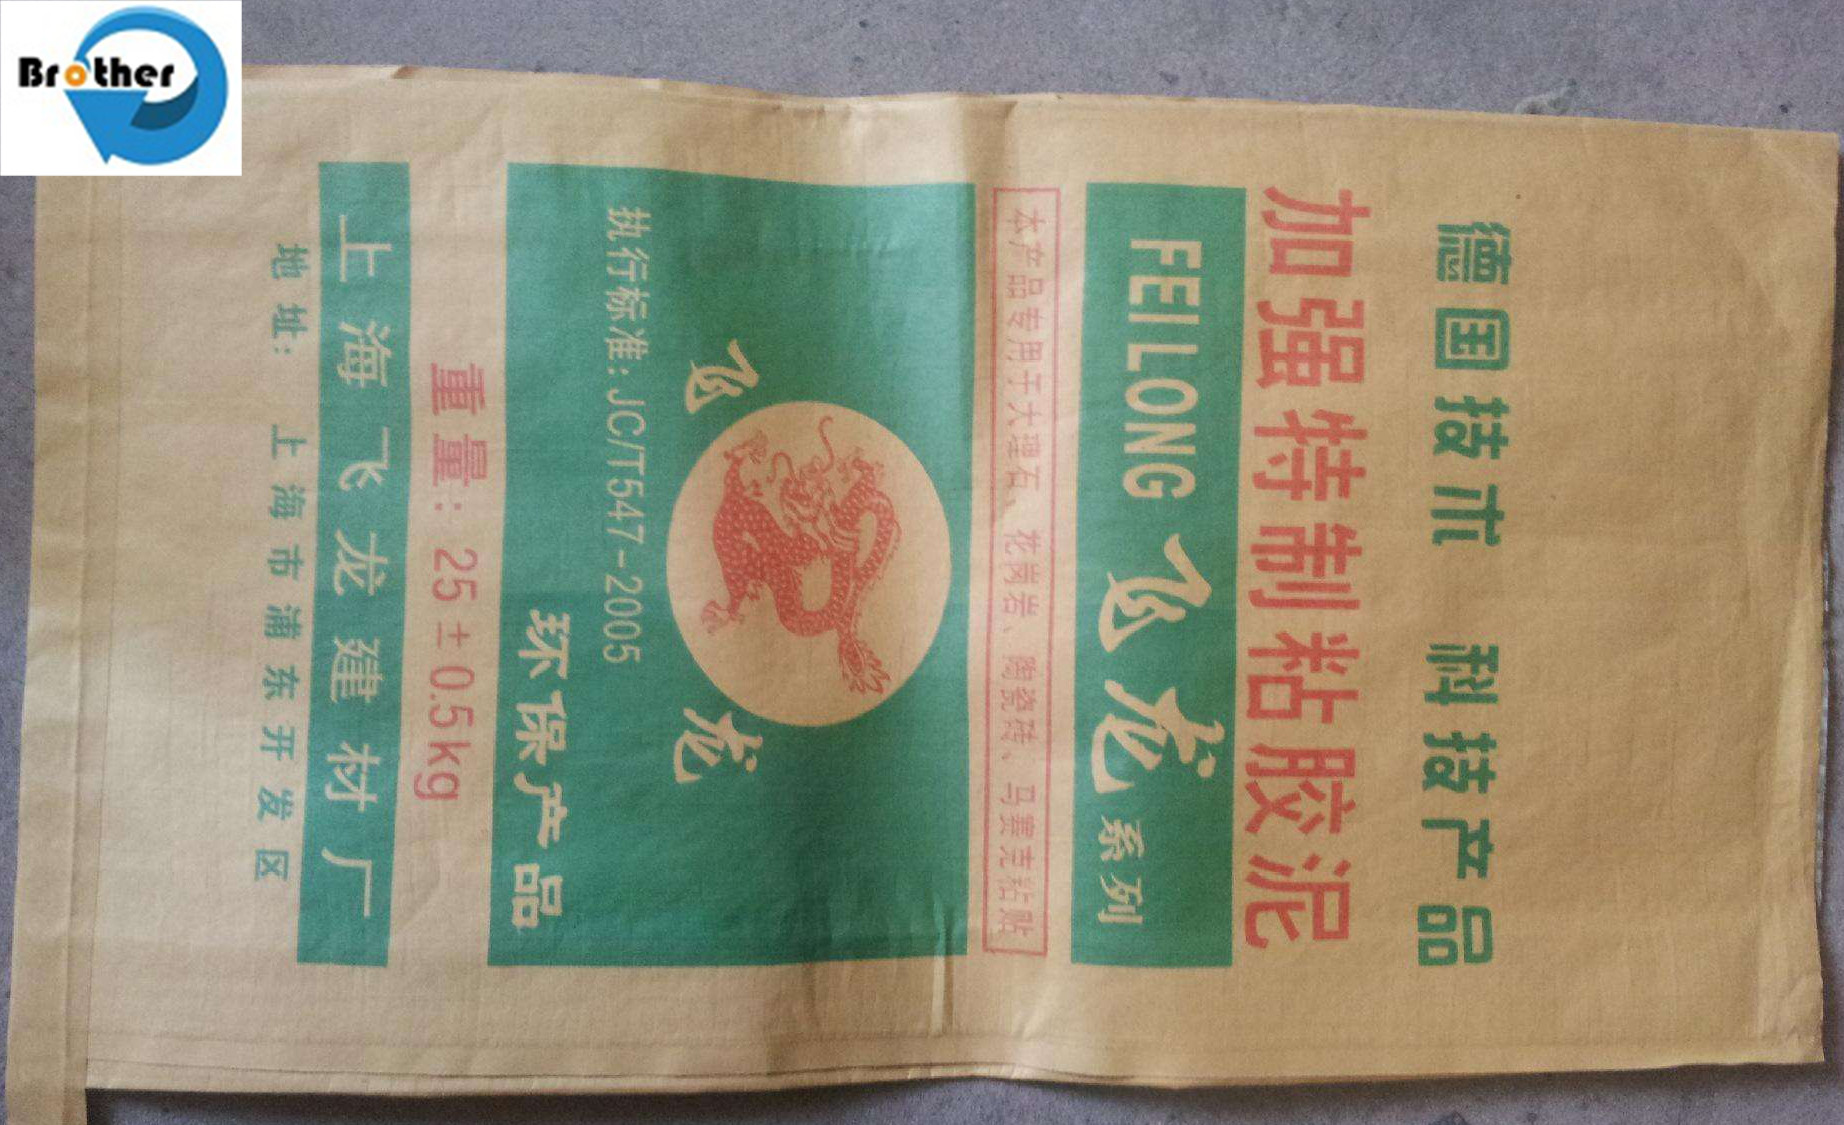 Brother
德国技术 科技产品
加强特制粘胶泥
FEILONG 飞龙 系列
本产品专用于大理石、花岗岩、陶瓷砖、马赛克粘贴
飞龙
执行标准:JC/T547-2005
环保产品
重量:25±0.5kg
上海飞龙建材厂
地址: 上海市浦东开发区